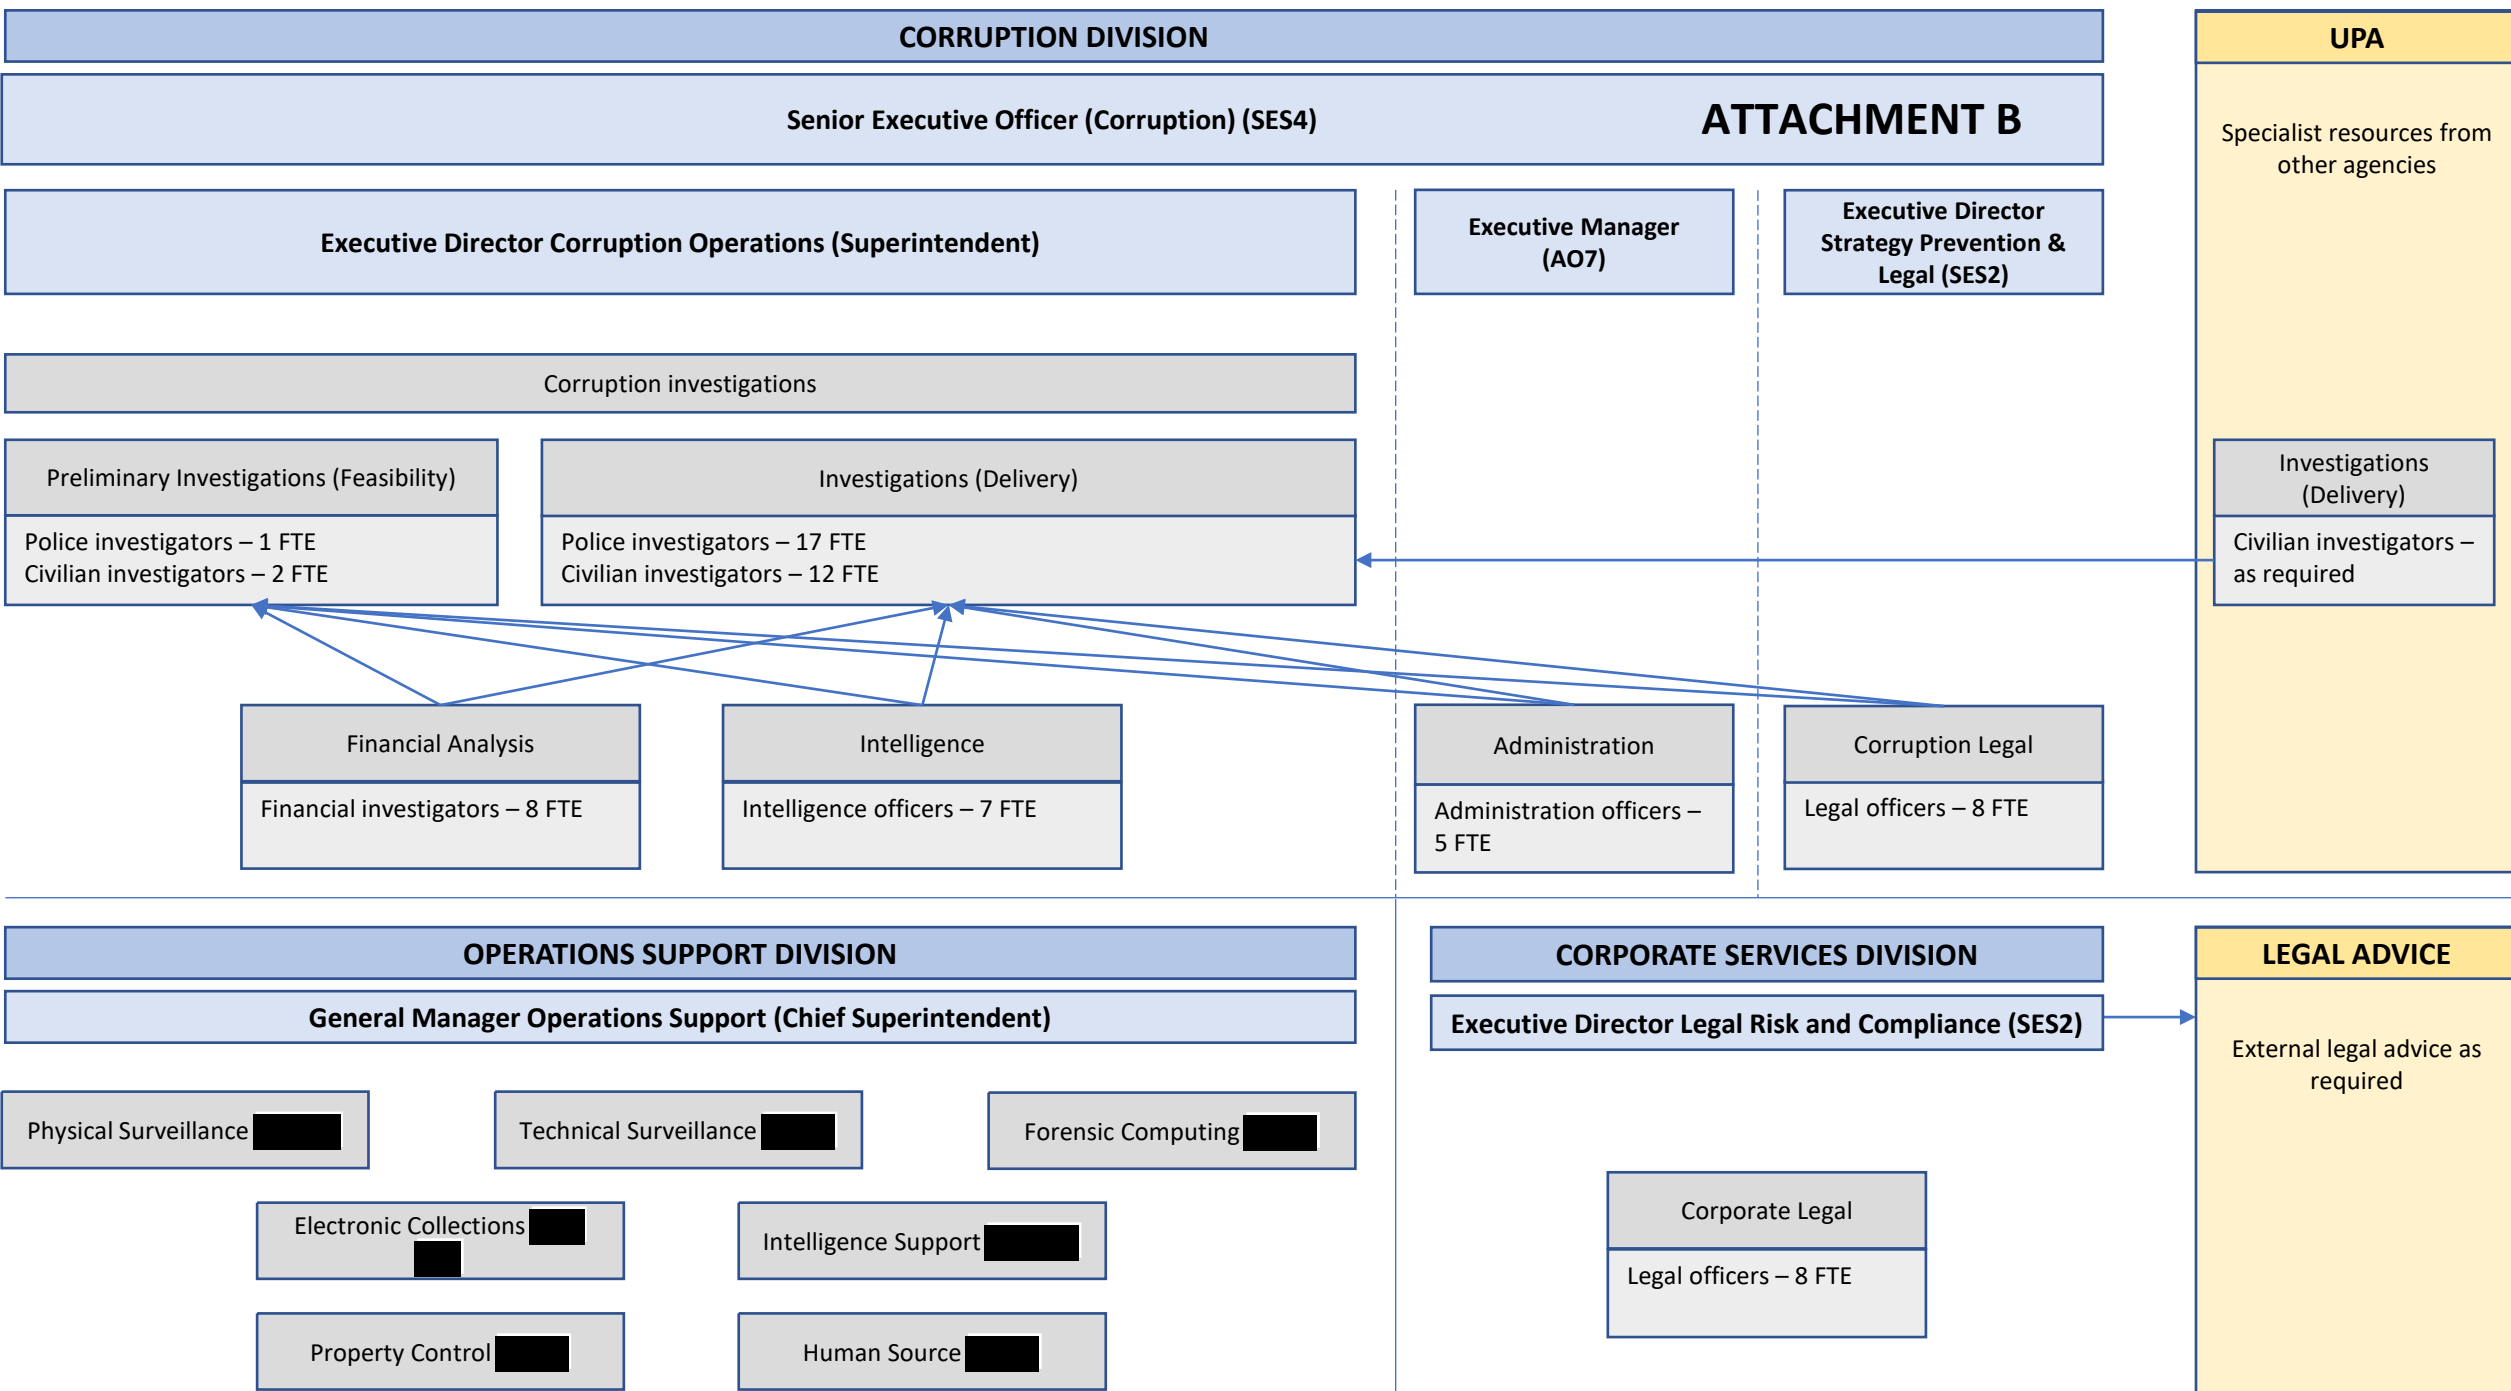 CORRUPTION DIVISION
UPA
Senior Executive Officer (Corruption) (SES4)
ATTACHMENT B
Specialist resources from
other agencies
Executive Director Corruption Operations (Superintendent)
Executive Manager
(AO7)
Executive Director
Strategy Prevention &
Legal (SES2)
Corruption investigations
Preliminary Investigations (Feasibility)
Police investigators – 1 FTE
Civilian investigators – 2 FTE
Investigations (Delivery)
Police investigators – 17 FTE
Civilian investigators – 12 FTE
Investigations
(Delivery)
Civilian investigators –
as required
Financial Analysis
Financial investigators – 8 FTE
Intelligence
Intelligence officers – 7 FTE
Administration
Administration officers –
5 FTE
Corruption Legal
Legal officers – 8 FTE
OPERATIONS SUPPORT DIVISION
General Manager Operations Support (Chief Superintendent)
CORPORATE SERVICES DIVISION
Executive Director Legal Risk and Compliance (SES2)
LEGAL ADVICE
External legal advice as
required
Physical Surveillance
Technical Surveillance
Forensic Computing
Electronic Collections
Intelligence Support
Property Control
Human Source
Corporate Legal
Legal officers – 8 FTE